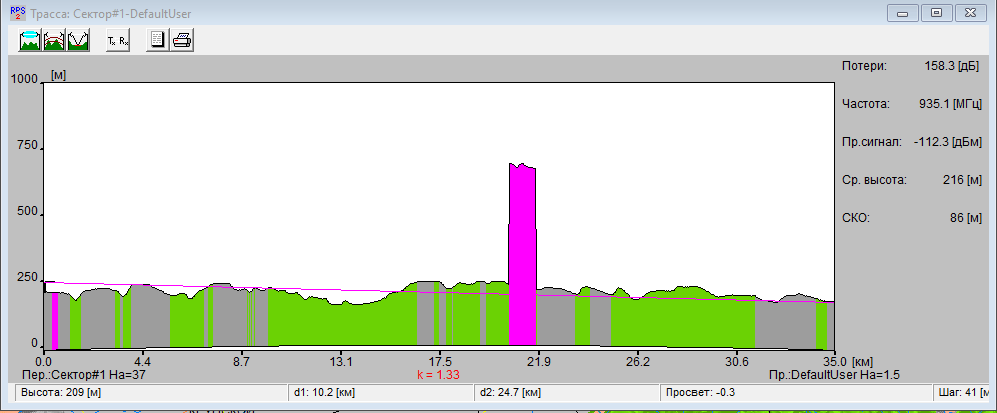 RPS 2 Трасса: Сектор#1-DefaultUser
Tx Rx
[м]
1000
750
500
250
0
0.0 4.4 8.7 13.1 17.5 21.9 26.2 30.6 35.0 [км]
Пер.:Сектор#1 Ha=37 k = 1.33 Пр.:DefaultUser Ha=1.5
Потери: 158.3 [дБ]
Частота: 935.1 [МГц]
Пр.сигнал: -112.3 [дБм]
Ср. высота: 216 [м]
СКО: 86 [м]
Высота: 209 [м] d1: 10.2 [км] d2: 24.7 [км] Просвет: -0.3 Шаг: 41 [м